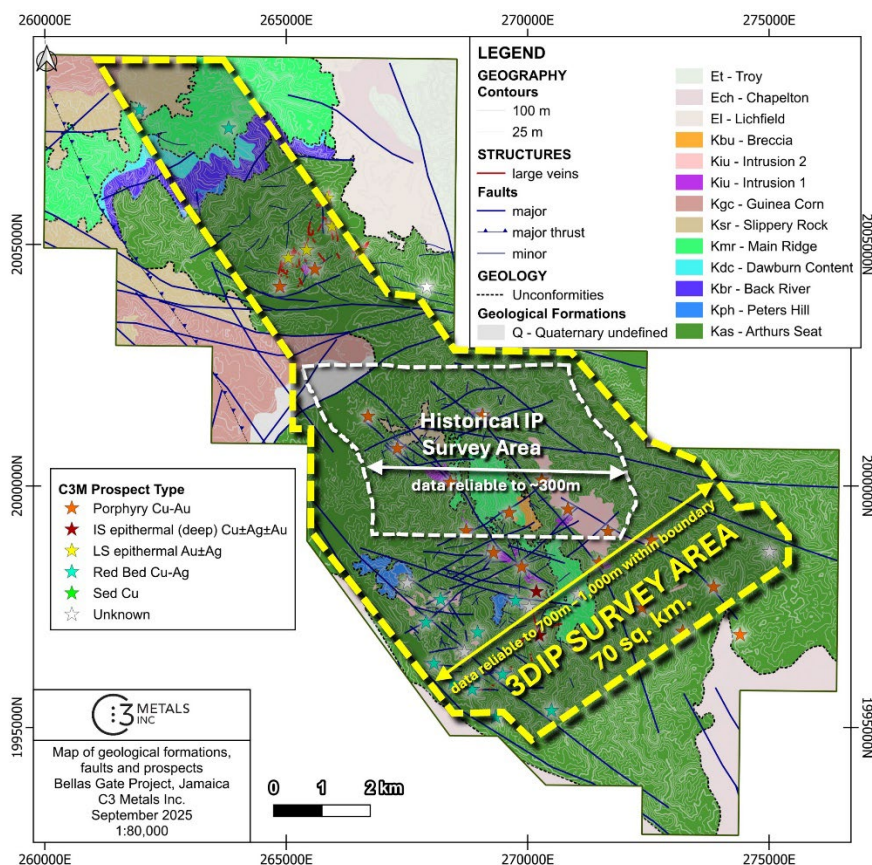 260000E
265000E
270000E
275000E
2005000N
2000000N
1995000N
LEGEND
GEOGRAPHY
Contours
100 m
25 m
STRUCTURES
large veins
Faults
major
major thrust
minor
GEOLOGY
Unconformities
Geological Formations
Q - Quaternary undefined
Et - Troy
Ech - Chapelton
El - Lichfield
Kbu - Breccia
Kiu - Intrusion 2
Kiu - Intrusion 1
Kgc - Guinea Corn
Ksr - Slippery Rock
Kmr - Main Ridge
Kdc - Dawburn Content
Kbr - Back River
Kph - Peters Hill
Kas - Arthurs Seat
2005000N
2000000N
1995000N
Historical IP
Survey Area
data reliable to ~300m
data reliable to 700m - 1,000m within boundary
3DIP SURVEY AREA
70 sq. km.
C3M Prospect Type
Porphyry Cu-Au
IS epithermal (deep) Cu±Ag±Au
LS epithermal Au±Ag
Red Bed Cu-Ag
Sed Cu
Unknown
C3 METALS
INC
Map of geological formations,
faults and prospects
Bellas Gate Project, Jamaica
C3 Metals Inc.
September 2025
1:80,000
0 1 2 km
260000E
265000E
270000E
275000E